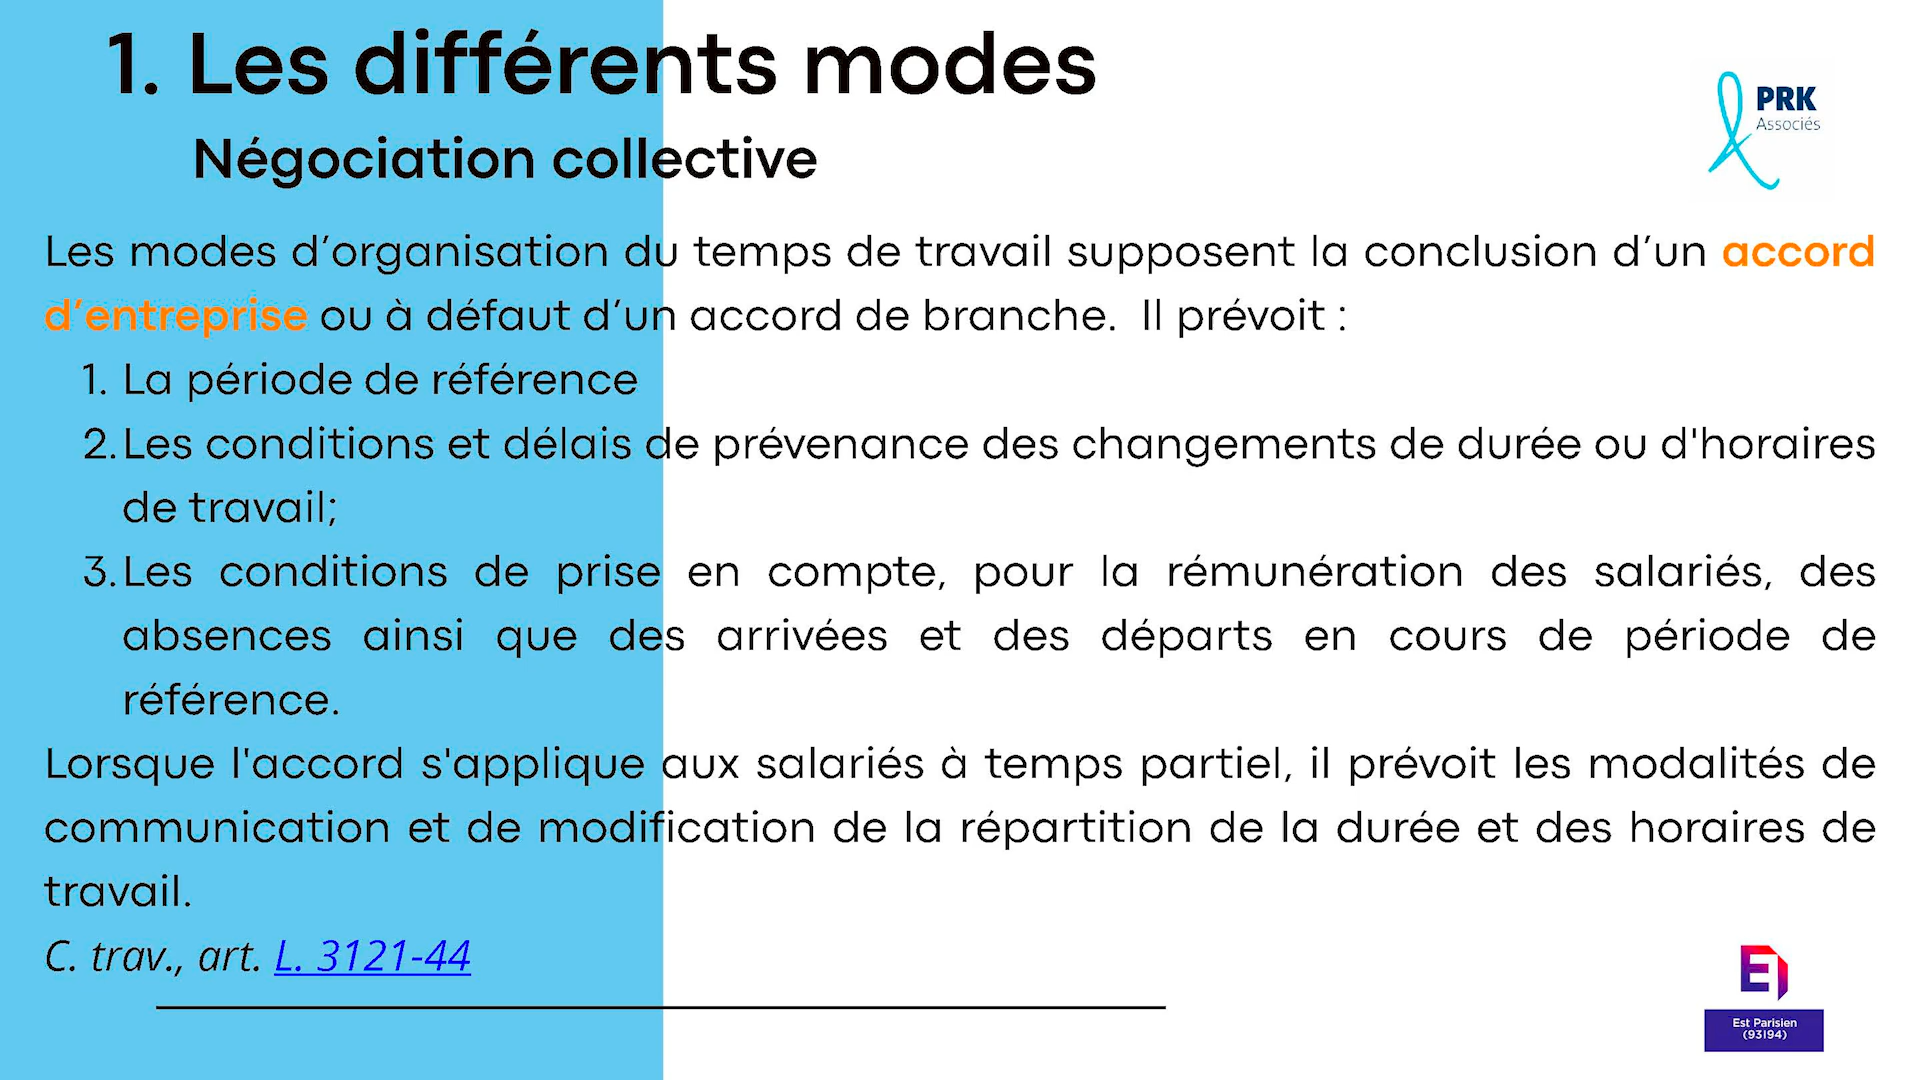 1. Les différents modes
Négociation collective
PRK
Associés
Les modes d’organisation du temps de travail supposent la conclusion d’un accord
d’entreprise ou à défaut d’un accord de branche.  Il prévoit :
1. La période de référence
2. Les conditions et délais de prévenance des changements de durée ou d'horaires
de travail;
3. Les conditions de prise en compte, pour la rémunération des salariés, des
absences ainsi que des arrivées et des départs en cours de période de
référence.
Lorsque l'accord s'applique aux salariés à temps partiel, il prévoit les modalités de
communication et de modification de la répartition de la durée et des horaires de
travail.
C. trav., art. L. 3121-44
Est Parisien
(93|94)